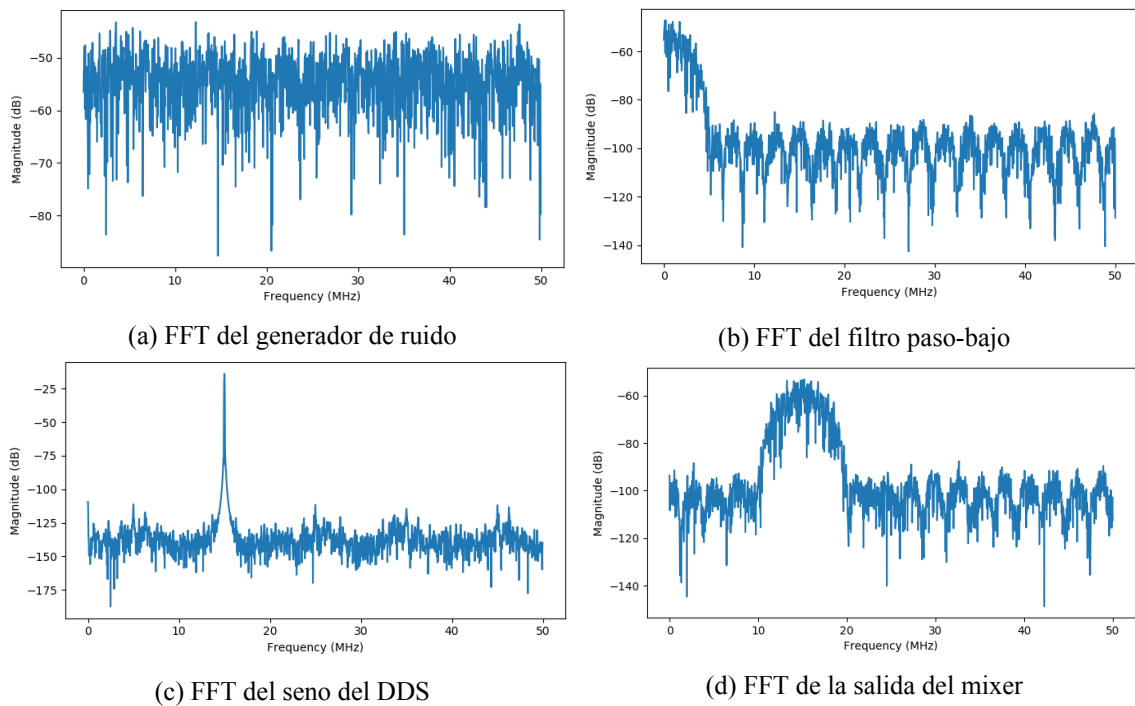 Magnitude (dB)
−50
−60
−70
−80
0 10 20 30 40 50
Frequency (MHz)
(a) FFT del generador de ruido
Magnitude (dB)
−60
−80
−100
−120
−140
0 10 20 30 40 50
Frequency (MHz)
(b) FFT del filtro paso-bajo
Magnitude (dB)
−25
−50
−75
−100
−125
−150
−175
0 10 20 30 40 50
Frequency (MHz)
(c) FFT del seno del DDS
Magnitude (dB)
−60
−80
−100
−120
−140
0 10 20 30 40 50
Frequency (MHz)
(d) FFT de la salida del mixer